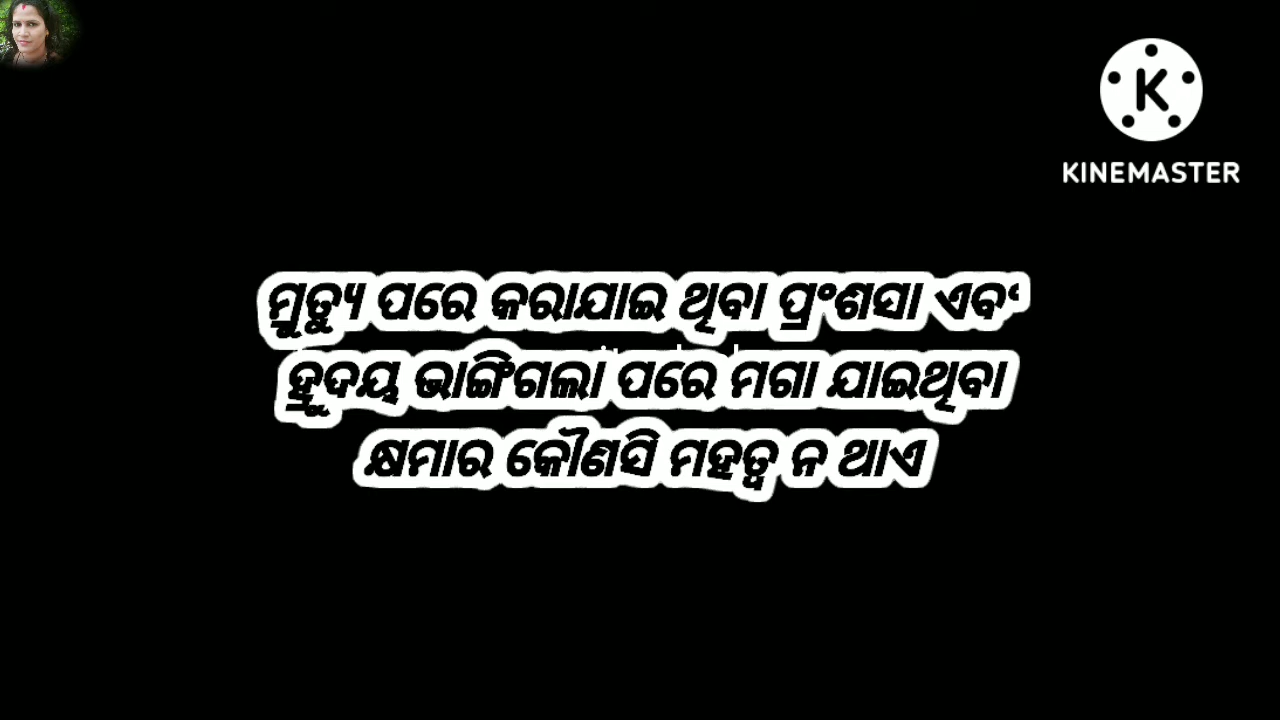 KINEMASTER
ମ୍ରୁତ୍ୟୁ ପରେ କରାଯାଇ ଥିବା ପ୍ରଂଶସା ଏବଂ
ହ୍ରୁଦୟ ଭାଙ୍ଗିଗଲା ପରେ ମଗା ଯାଇଥିବା
କ୍ଷମାର କୌଣସି ମହତ୍ବ ନ ଥାଏ